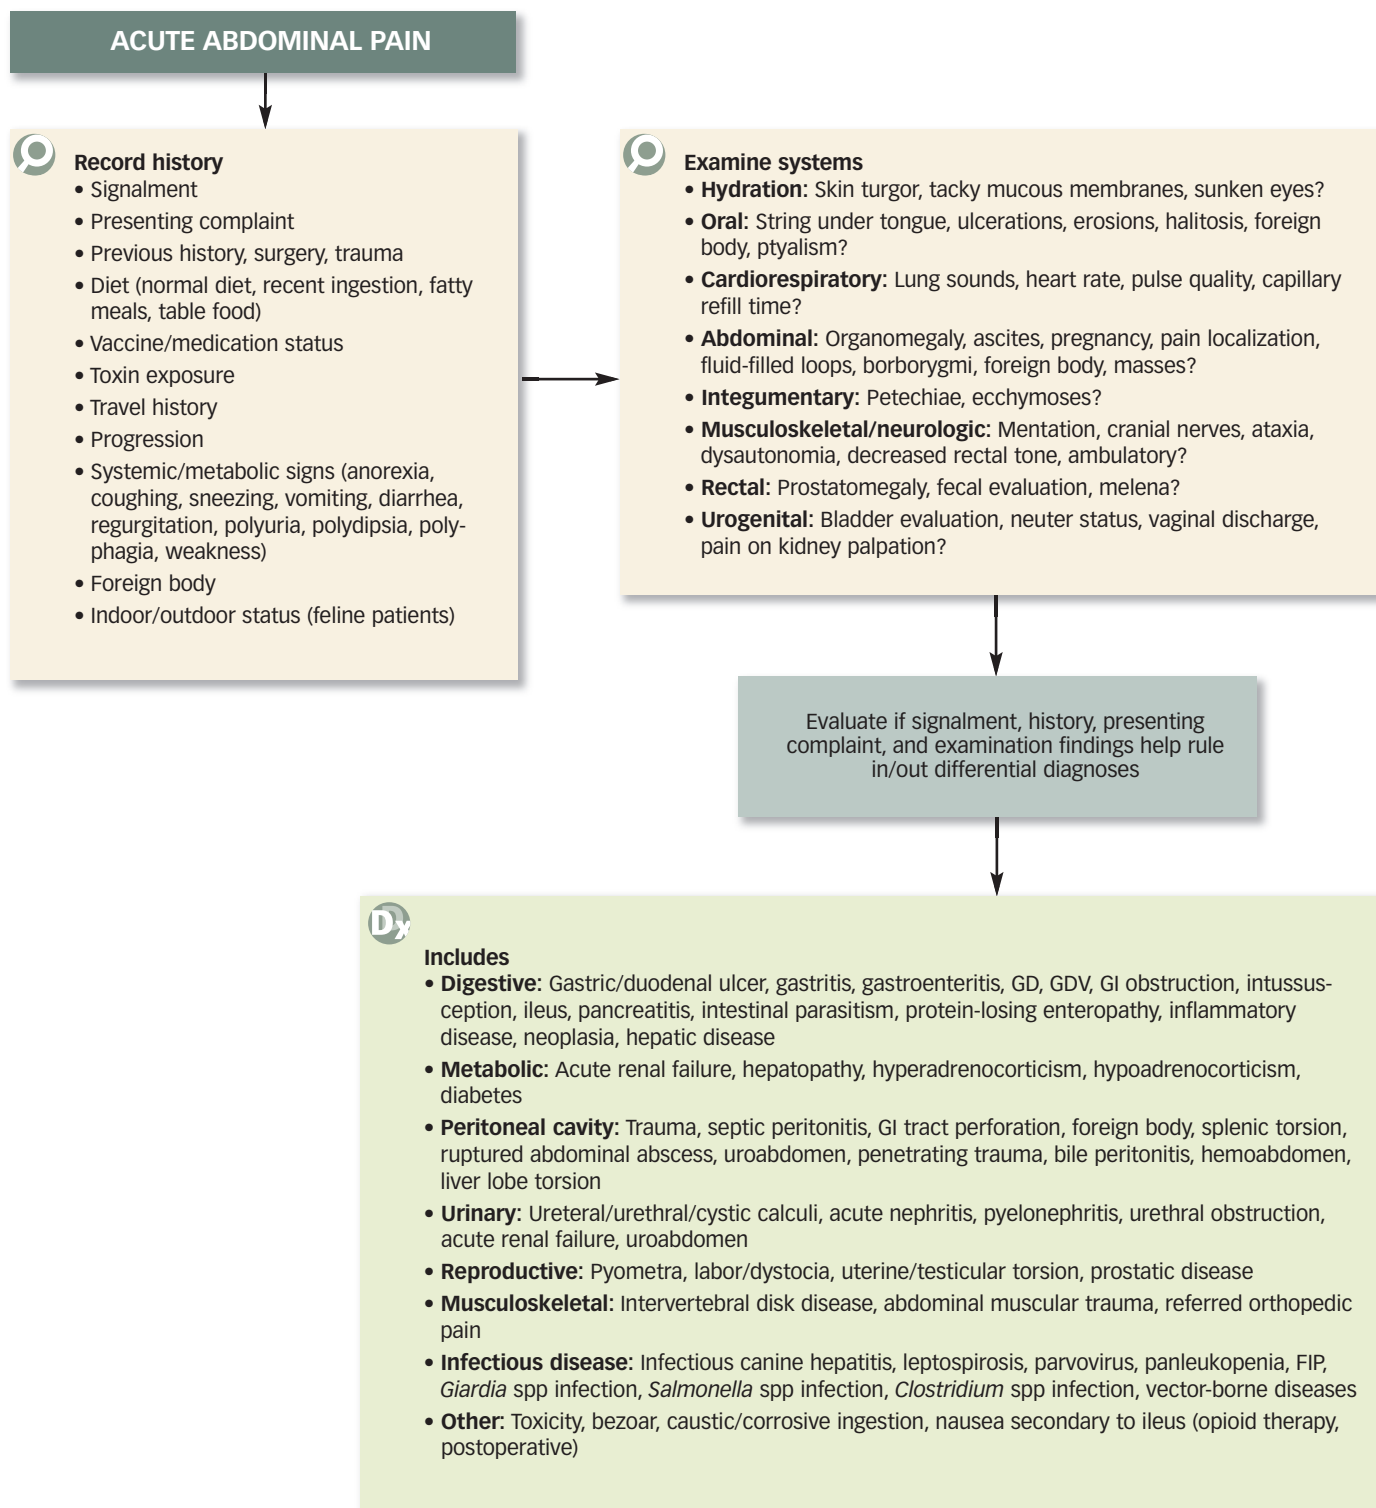 ACUTE ABDOMINAL PAIN
Record history
• Signalment
• Presenting complaint
• Previous history, surgery, trauma
• Diet (normal diet, recent ingestion, fatty
meals, table food)
• Vaccine/medication status
• Toxin exposure
• Travel history
• Progression
• Systemic/metabolic signs (anorexia,
coughing, sneezing, vomiting, diarrhea,
regurgitation, polyuria, polydipsia, poly-
phagia, weakness)
• Foreign body
• Indoor/outdoor status (feline patients)
Examine systems
• Hydration: Skin turgor, tacky mucous membranes, sunken eyes?
• Oral: String under tongue, ulcerations, erosions, halitosis, foreign
body, ptyalism?
• Cardiorespiratory: Lung sounds, heart rate, pulse quality, capillary
refill time?
• Abdominal: Organomegaly, ascites, pregnancy, pain localization,
fluid-filled loops, borborygmi, foreign body, masses?
• Integumentary: Petechiae, ecchymoses?
• Musculoskeletal/neurologic: Mentation, cranial nerves, ataxia,
dysautonomia, decreased rectal tone, ambulatory?
• Rectal: Prostatomegaly, fecal evaluation, melena?
• Urogenital: Bladder evaluation, neuter status, vaginal discharge,
pain on kidney palpation?
Evaluate if signalment, history, presenting
complaint, and examination findings help rule
in/out differential diagnoses
DDx
Includes
• Digestive: Gastric/duodenal ulcer, gastritis, gastroenteritis, GD, GDV, GI obstruction, intussus-
ception, ileus, pancreatitis, intestinal parasitism, protein-losing enteropathy, inflammatory
disease, neoplasia, hepatic disease
• Metabolic: Acute renal failure, hepatopathy, hyperadrenocorticism, hypoadrenocorticism,
diabetes
• Peritoneal cavity: Trauma, septic peritonitis, GI tract perforation, foreign body, splenic torsion,
ruptured abdominal abscess, uroabdomen, penetrating trauma, bile peritonitis, hemoabdomen,
liver lobe torsion
• Urinary: Ureteral/urethral/cystic calculi, acute nephritis, pyelonephritis, urethral obstruction,
acute renal failure, uroabdomen
• Reproductive: Pyometra, labor/dystocia, uterine/testicular torsion, prostatic disease
• Musculoskeletal: Intervertebral disk disease, abdominal muscular trauma, referred orthopedic
pain
• Infectious disease: Infectious canine hepatitis, leptospirosis, parvovirus, panleukopenia, FIP,
Giardia spp infection, Salmonella spp infection, Clostridium spp infection, vector-borne diseases
• Other: Toxicity, bezoar, caustic/corrosive ingestion, nausea secondary to ileus (opioid therapy,
postoperative)